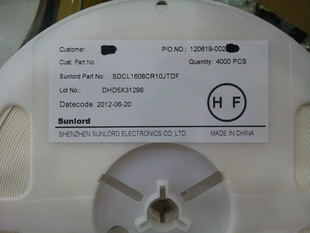 Customer:
P/O NO.: 120619-002
Cust. Part No.
Quantity: 4000 PCS
Sunlord Part No: SDCL1608CR10JTDF
Lot No.: DHD5X31298
Datecode: 2012-06-20
H F
Sunlord
SHENZHEN SUNLORD ELECTRONICS CO.,LTD.
MADE IN CHINA